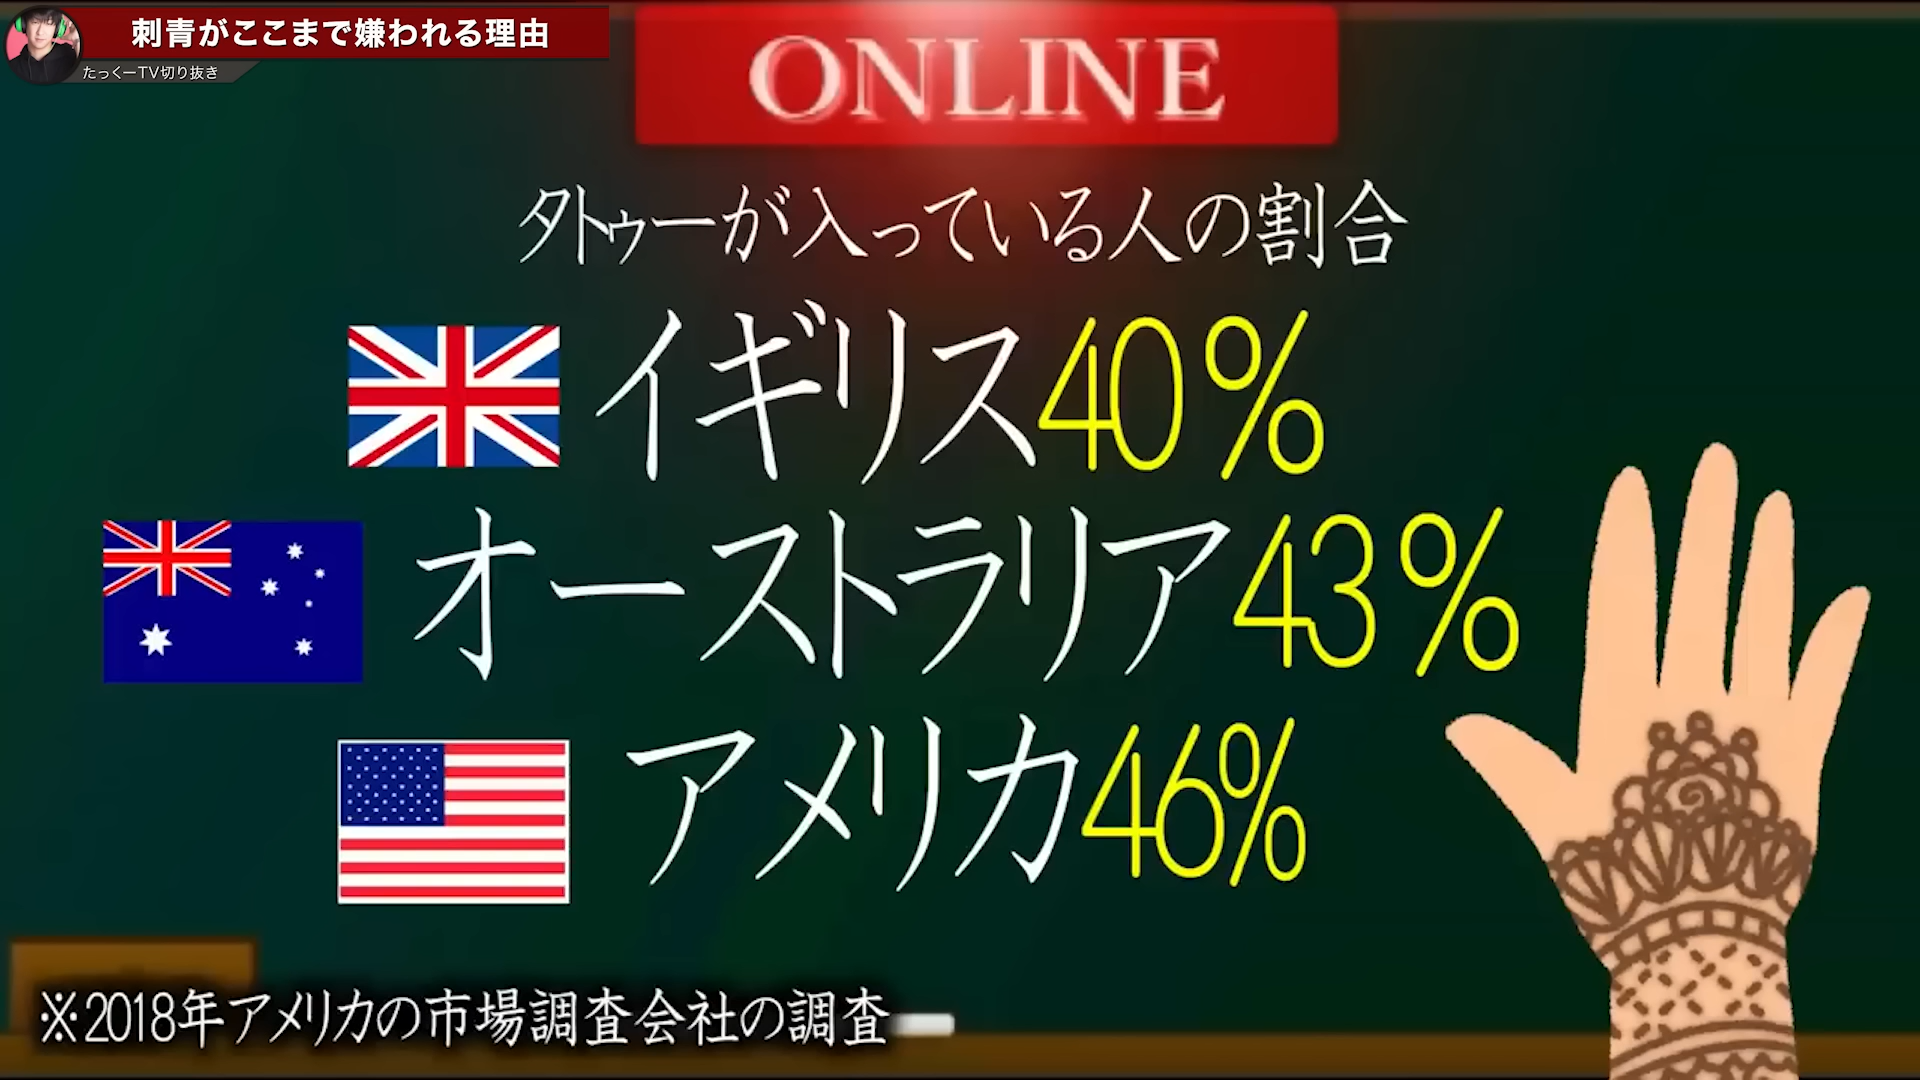 刺青がここまで嫌われる理由
たっくーTV切り抜き
ONLINE
タトゥーが入っている人の割合
イギリス40%
オーストラリア43%
アメリカ46%
※2018年アメリカの市場調査会社の調査